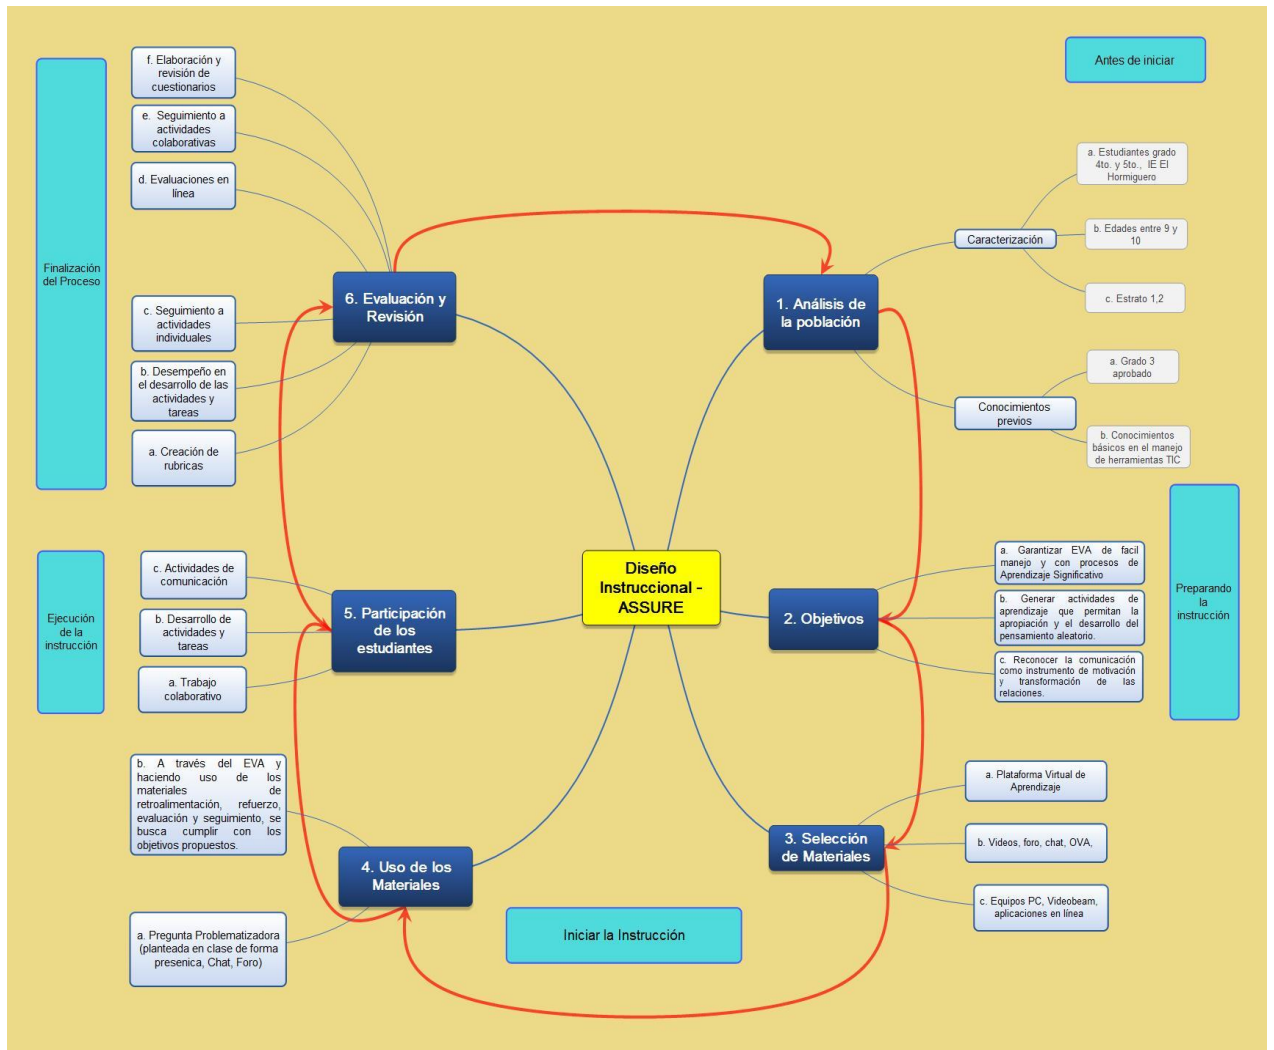 Antes de iniciar
1. Análisis de
la población
Caracterización
a. Estudiantes grado
4to. y 5to., IE El
Hormiguero
b. Edades entre 9 y
10
c. Estrato 1,2
Conocimientos
previos
a. Grado 3
aprobado
b. Conocimientos
básicos en el manejo
de herramientas TIC
Diseño
Instruccional -
ASSURE
Preparando
la
instrucción
2. Objetivos
a. Garantizar EVA de facil
manejo y con procesos de
Aprendizaje Significativo
b. Generar actividades de
aprendizaje que permitan la
apropiación y el desarrollo del
pensamiento aleatorio.
c. Reconocer la comunicación
como instrumento de motivación
y transformación de las
relaciones.
3. Selección
de Materiales
a. Plataforma Virtual de
Aprendizaje
b. Videos, foro, chat, OVA,
c. Equipos PC, Videobeam,
aplicaciones en línea
Iniciar la Instrucción
4. Uso de los
Materiales
b. A través del EVA y
haciendo uso de los
materiales de
retroalimentación, refuerzo,
evaluación y seguimiento, se
busca cumplir con los
objetivos propuestos.
a. Pregunta Problematizadora
(planteada en clase de forma
presenica, Chat, Foro)
Ejecución
de la
instrucción
5. Participación
de los
estudiantes
c. Actividades de
comunicación
b. Desarrollo de
actividades y
tareas
a. Trabajo
colaborativo
Finalización
del Proceso
6. Evaluación y
Revisión
f. Elaboración y
revisión de
cuestionarios
e. Seguimiento a
actividades
colaborativas
d. Evaluaciones en
línea
c. Seguimiento a
actividades
individuales
b. Desempeño en
el desarrollo de las
actividades y
tareas
a. Creación de
rubricas